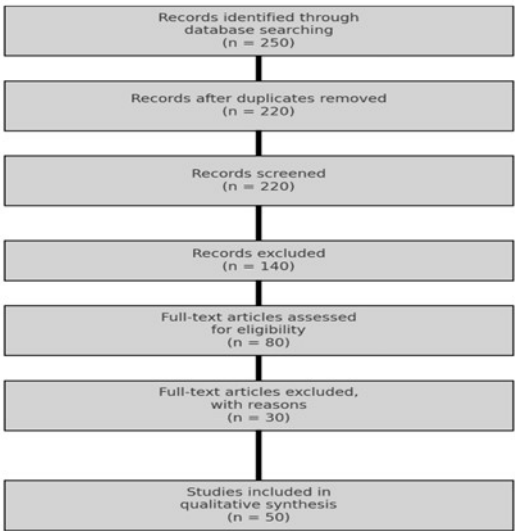 Records identified through
database searching
(n = 250)
Records after duplicates removed
(n = 220)
Records screened
(n = 220)
Records excluded
(n = 140)
Full-text articles assessed
for eligibility
(n = 80)
Full-text articles excluded,
with reasons
(n = 30)
Studies included in
qualitative synthesis
(n = 50)